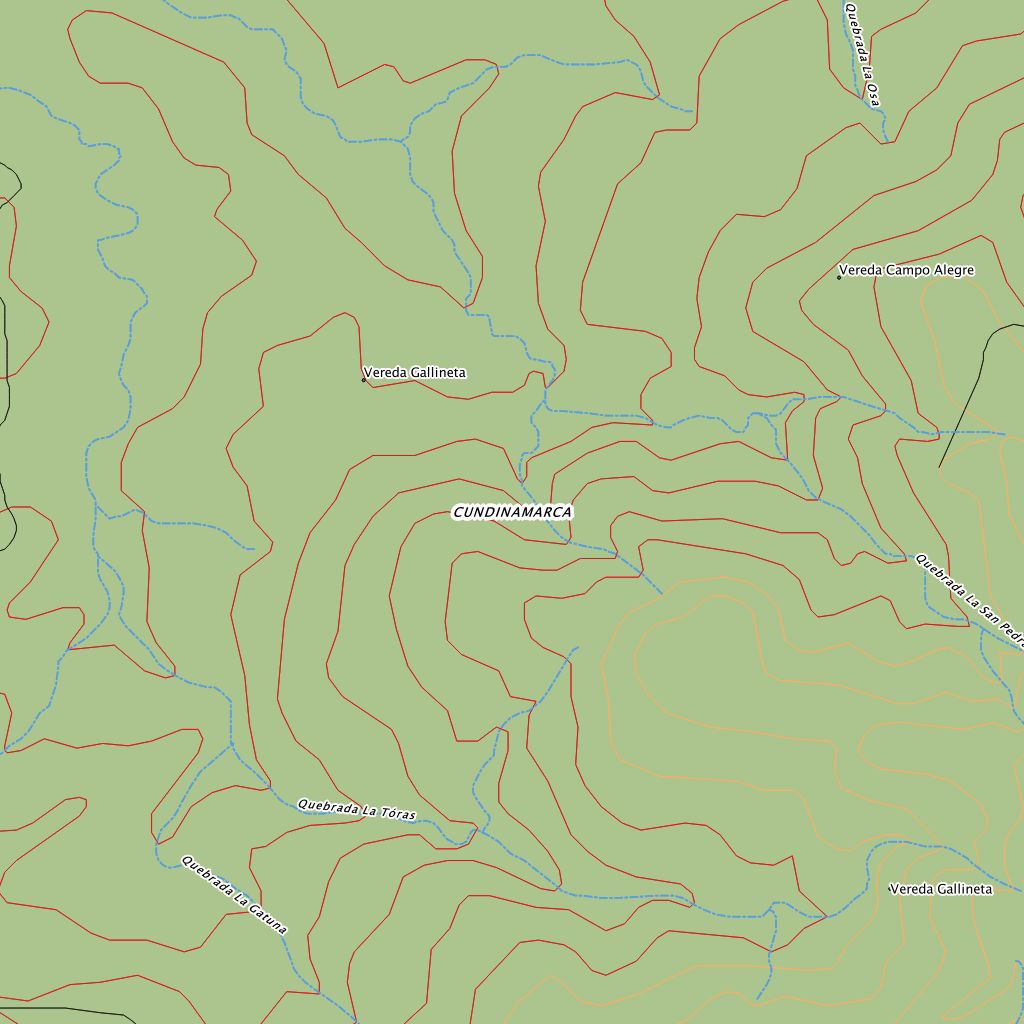 Quebrada La Osa
Vereda Campo Alegre
Vereda Gallineta
CUNDINAMARCA
Quebrada La San Pedra
Quebrada La Tóras
Quebrada La Gatuna
Vereda Gallineta